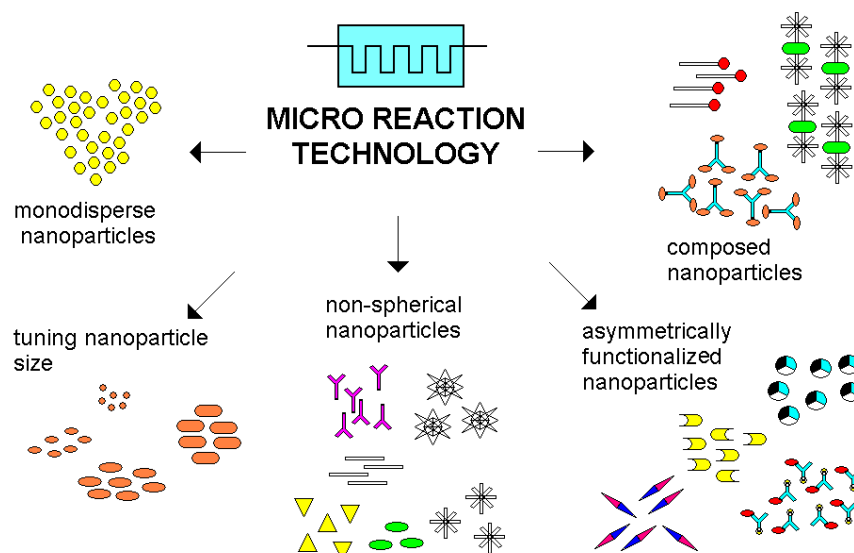 MICRO REACTION
TECHNOLOGY
monodisperse
nanoparticles
composed
nanoparticles
tuning nanoparticle
size
non-spherical
nanoparticles
asymmetrically
functionalized
nanoparticles